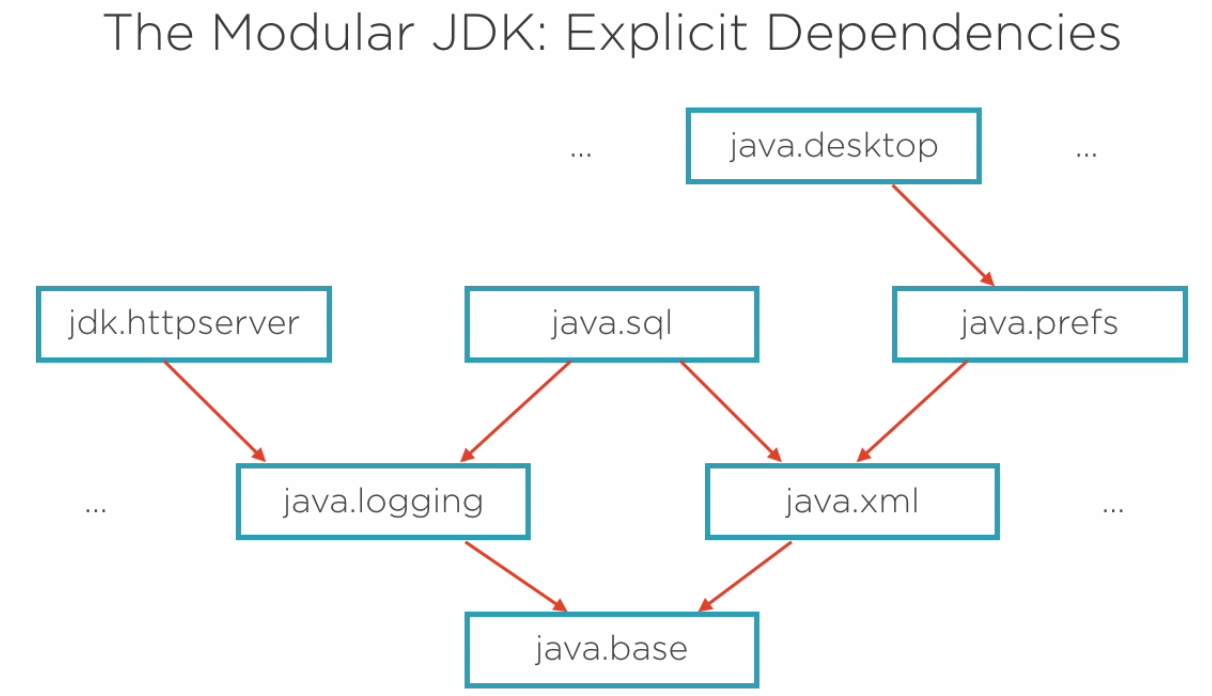 The Modular JDK: Explicit Dependencies
... java.desktop ...
jdk.httpserver java.sql java.prefs
... java.logging java.xml ...
java.base